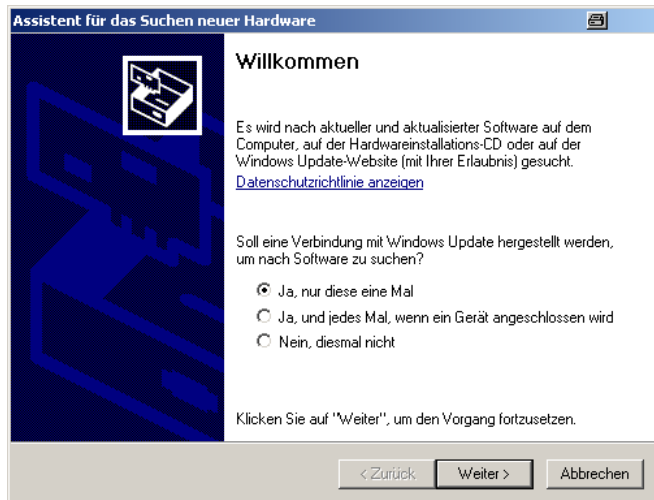 Assistent für das Suchen neuer Hardware
Willkommen
Es wird nach aktueller und aktualisierter Software auf dem
Computer, auf der Hardwareinstallations-CD oder auf der
Windows Update-Website (mit Ihrer Erlaubnis) gesucht.
Datenschutzrichtlinie anzeigen
Soll eine Verbindung mit Windows Update hergestellt werden,
um nach Software zu suchen?
Ja, nur diese eine Mal
Ja, und jedes Mal, wenn ein Gerät angeschlossen wird
Nein, diesmal nicht
Klicken Sie auf "Weiter", um den Vorgang fortzusetzen.
< Zurück Weiter > Abbrechen